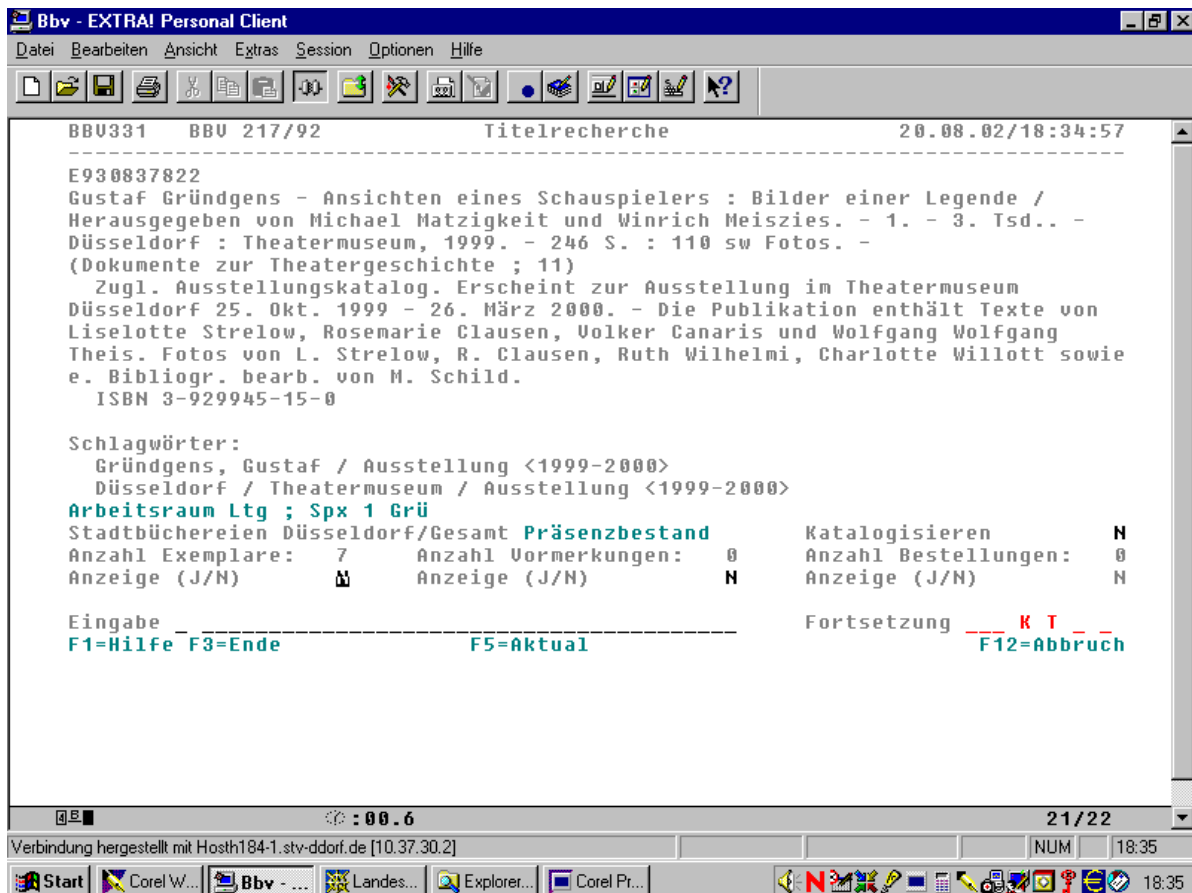 Bbv - EXTRA! Personal Client
Datei Bearbeiten Ansicht Extras Session Optionen Hilfe
BBV331 BBV 217/92 Titelrecherche 20.08.02/18:34:57
E930837822
Gustaf Gründgens - Ansichten eines Schauspielers : Bilder einer Legende /
Herausgegeben von Michael Matzigkeit und Winrich Meiszies. - 1. - 3. Tsd.. -
Düsseldorf : Theatermuseum, 1999. - 246 S. : 110 sw Fotos. -
(Dokumente zur Theatergeschichte ; 11)
Zugl. Ausstellungskatalog. Erscheint zur Ausstellung im Theatermuseum
Düsseldorf 25. Okt. 1999 - 26. März 2000. - Die Publikation enthält Texte von
Liselotte Strelow, Rosemarie Clausen, Volker Canaris und Wolfgang Wolfgang
Theis. Fotos von L. Strelow, R. Clausen, Ruth Wilhelmi, Charlotte Willott sowie
e. Bibliogr. bearb. von M. Schild.
ISBN 3-929945-15-0
Schlagwörter:
Gründgens, Gustaf / Ausstellung <1999-2000>
Düsseldorf / Theatermuseum / Ausstellung <1999-2000>
Arbeitsraum Ltg ; Spx 1 Grü
Stadtbüchereien Düsseldorf/Gesamt Präsenzbestand Katalogisieren N
Anzahl Exemplare: 7 Anzahl Vormerkungen: 0 Anzahl Bestellungen: 0
Anzeige (J/N) N Anzeige (J/N) N Anzeige (J/N) N
Eingabe _ Fortsetzung ___ K T _ _
F1=Hilfe F3=Ende F5=Aktual F12=Abbruch
:00.6 21/22
Verbindung hergestellt mit Hosth184-1.stv-ddorf.de [10.37.30.2] NUM 18:35
Start Corel W... Bbv - ... Landes... Explorer... Corel Pr... 18:35